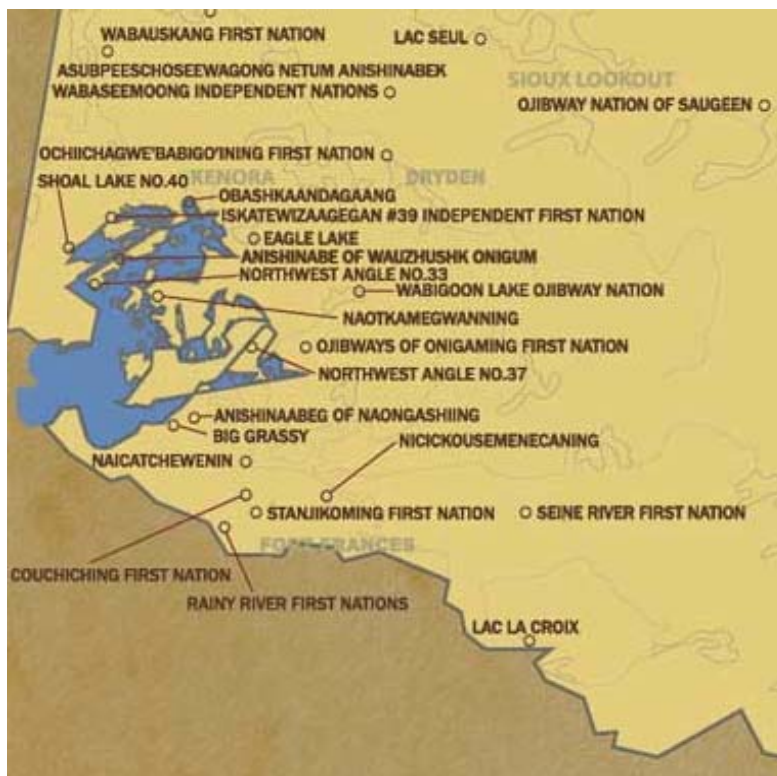 WABAUSKANG FIRST NATION
LAC SEUL
ASUBPEESCHOSEEWAGONG NETUM ANISHINABEK
SIOUX LOOKOUT
WABASEEMOONG INDEPENDENT NATIONS
OJIBWAY NATION OF SAUGEEN
OCHIICHAGWE'BABIGO'INING FIRST NATION
SHOAL LAKE NO.40
KENORA
DRYDEN
OBASHKAANDAGAANG
ISKATEWIZAAGEGAN #39 INDEPENDENT FIRST NATION
EAGLE LAKE
ANISHINABE OF WAUZHUSHK ONIGUM
NORTHWEST ANGLE NO.33
WABIGOON LAKE OJIBWAY NATION
NAOTKAMEGWANNING
OJIBWAYS OF ONIGAMING FIRST NATION
NORTHWEST ANGLE NO.37
ANISHINAABEG OF NAONGASHIING
BIG GRASSY
NICICKOUSEMENECANING
NAICATCHEWENIN
STANJIKOMING FIRST NATION
SEINE RIVER FIRST NATION
FORT FRANCES
COUCHICHING FIRST NATION
RAINY RIVER FIRST NATIONS
LAC LA CROIX